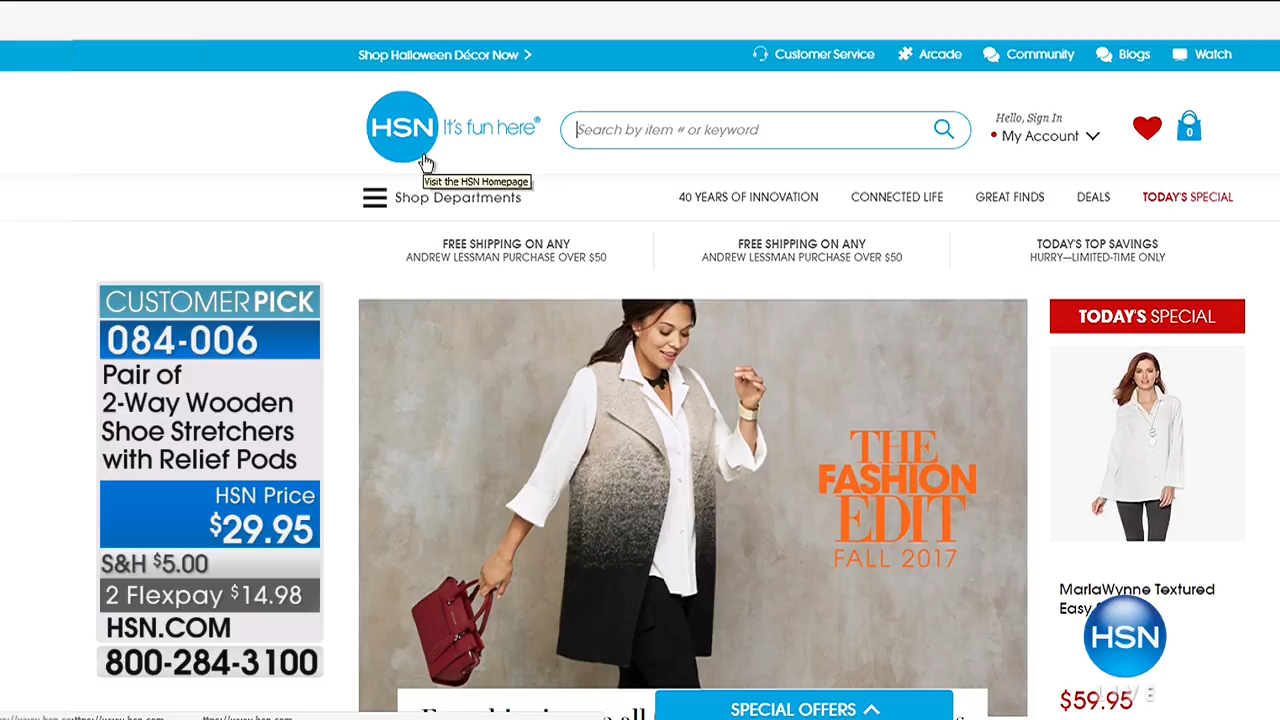 Shop Halloween Décor Now >
Customer Service
Arcade
Community
Blogs
Watch
HSN It's fun here®
Search by item # or keyword
Hello, Sign In
My Account
0
Visit the HSN Homepage
Shop Departments
40 YEARS OF INNOVATION
CONNECTED LIFE
GREAT FINDS
DEALS
TODAY'S SPECIAL
FREE SHIPPING ON ANY
ANDREW LESSMAN PURCHASE OVER $50
FREE SHIPPING ON ANY
ANDREW LESSMAN PURCHASE OVER $50
TODAY'S TOP SAVINGS
HURRY—LIMITED-TIME ONLY
CUSTOMER PICK
084-006
Pair of
2-Way Wooden
Shoe Stretchers
with Relief Pods
HSN Price
$29.95
S&H $5.00
2 Flexpay $14.98
HSN.COM
800-284-3100
THE
FASHION
EDIT
FALL 2017
SPECIAL OFFERS
TODAY'S SPECIAL
MarlaWynne Textured
Easy
HSN
LIVE
$59.95